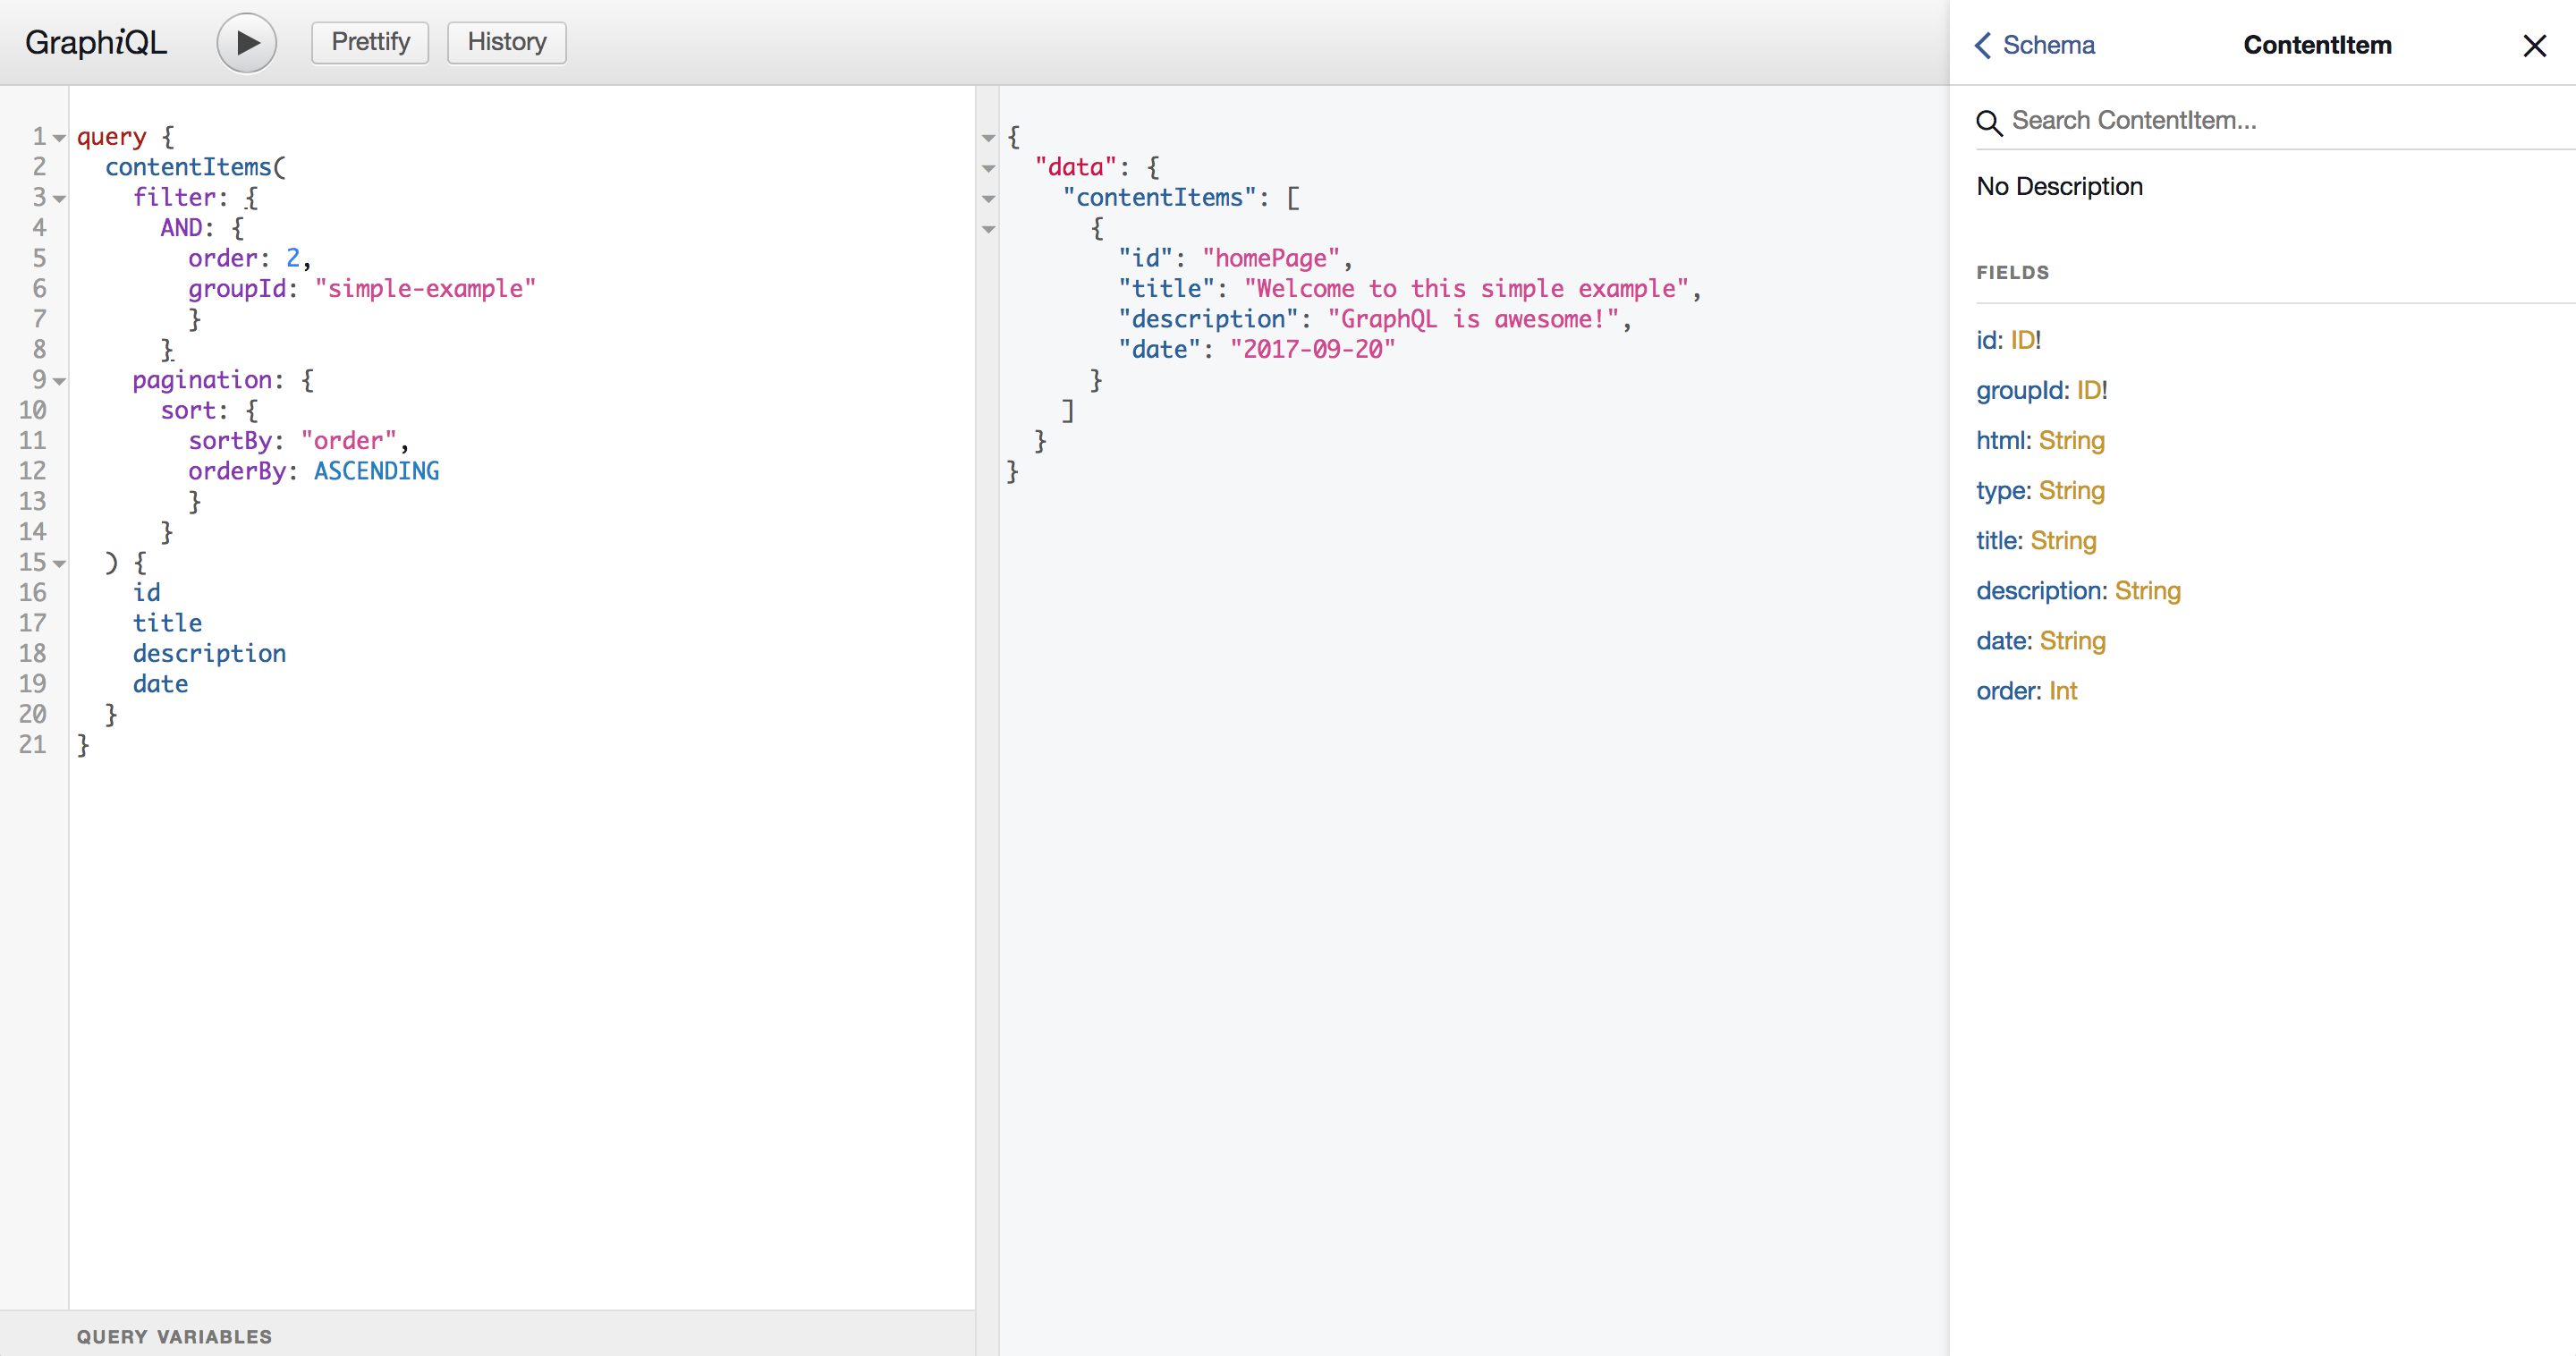 GraphiQL
Prettify
History
1 query {
2   contentItems(
3     filter: {
4       AND: {
5         order: 2,
6         groupId: "simple-example"
7         }
8       }
9     pagination: {
10       sort: {
11         sortBy: "order",
12         orderBy: ASCENDING
13         }
14       }
15   ) {
16     id
17     title
18     description
19     date
20   }
21 }
QUERY VARIABLES
{
  "data": {
    "contentItems": [
      {
        "id": "homePage",
        "title": "Welcome to this simple example",
        "description": "GraphQL is awesome!",
        "date": "2017-09-20"
      }
    ]
  }
}
Schema
ContentItem
Search ContentItem...
No Description
FIELDS
id: ID!
groupId: ID!
html: String
type: String
title: String
description: String
date: String
order: Int